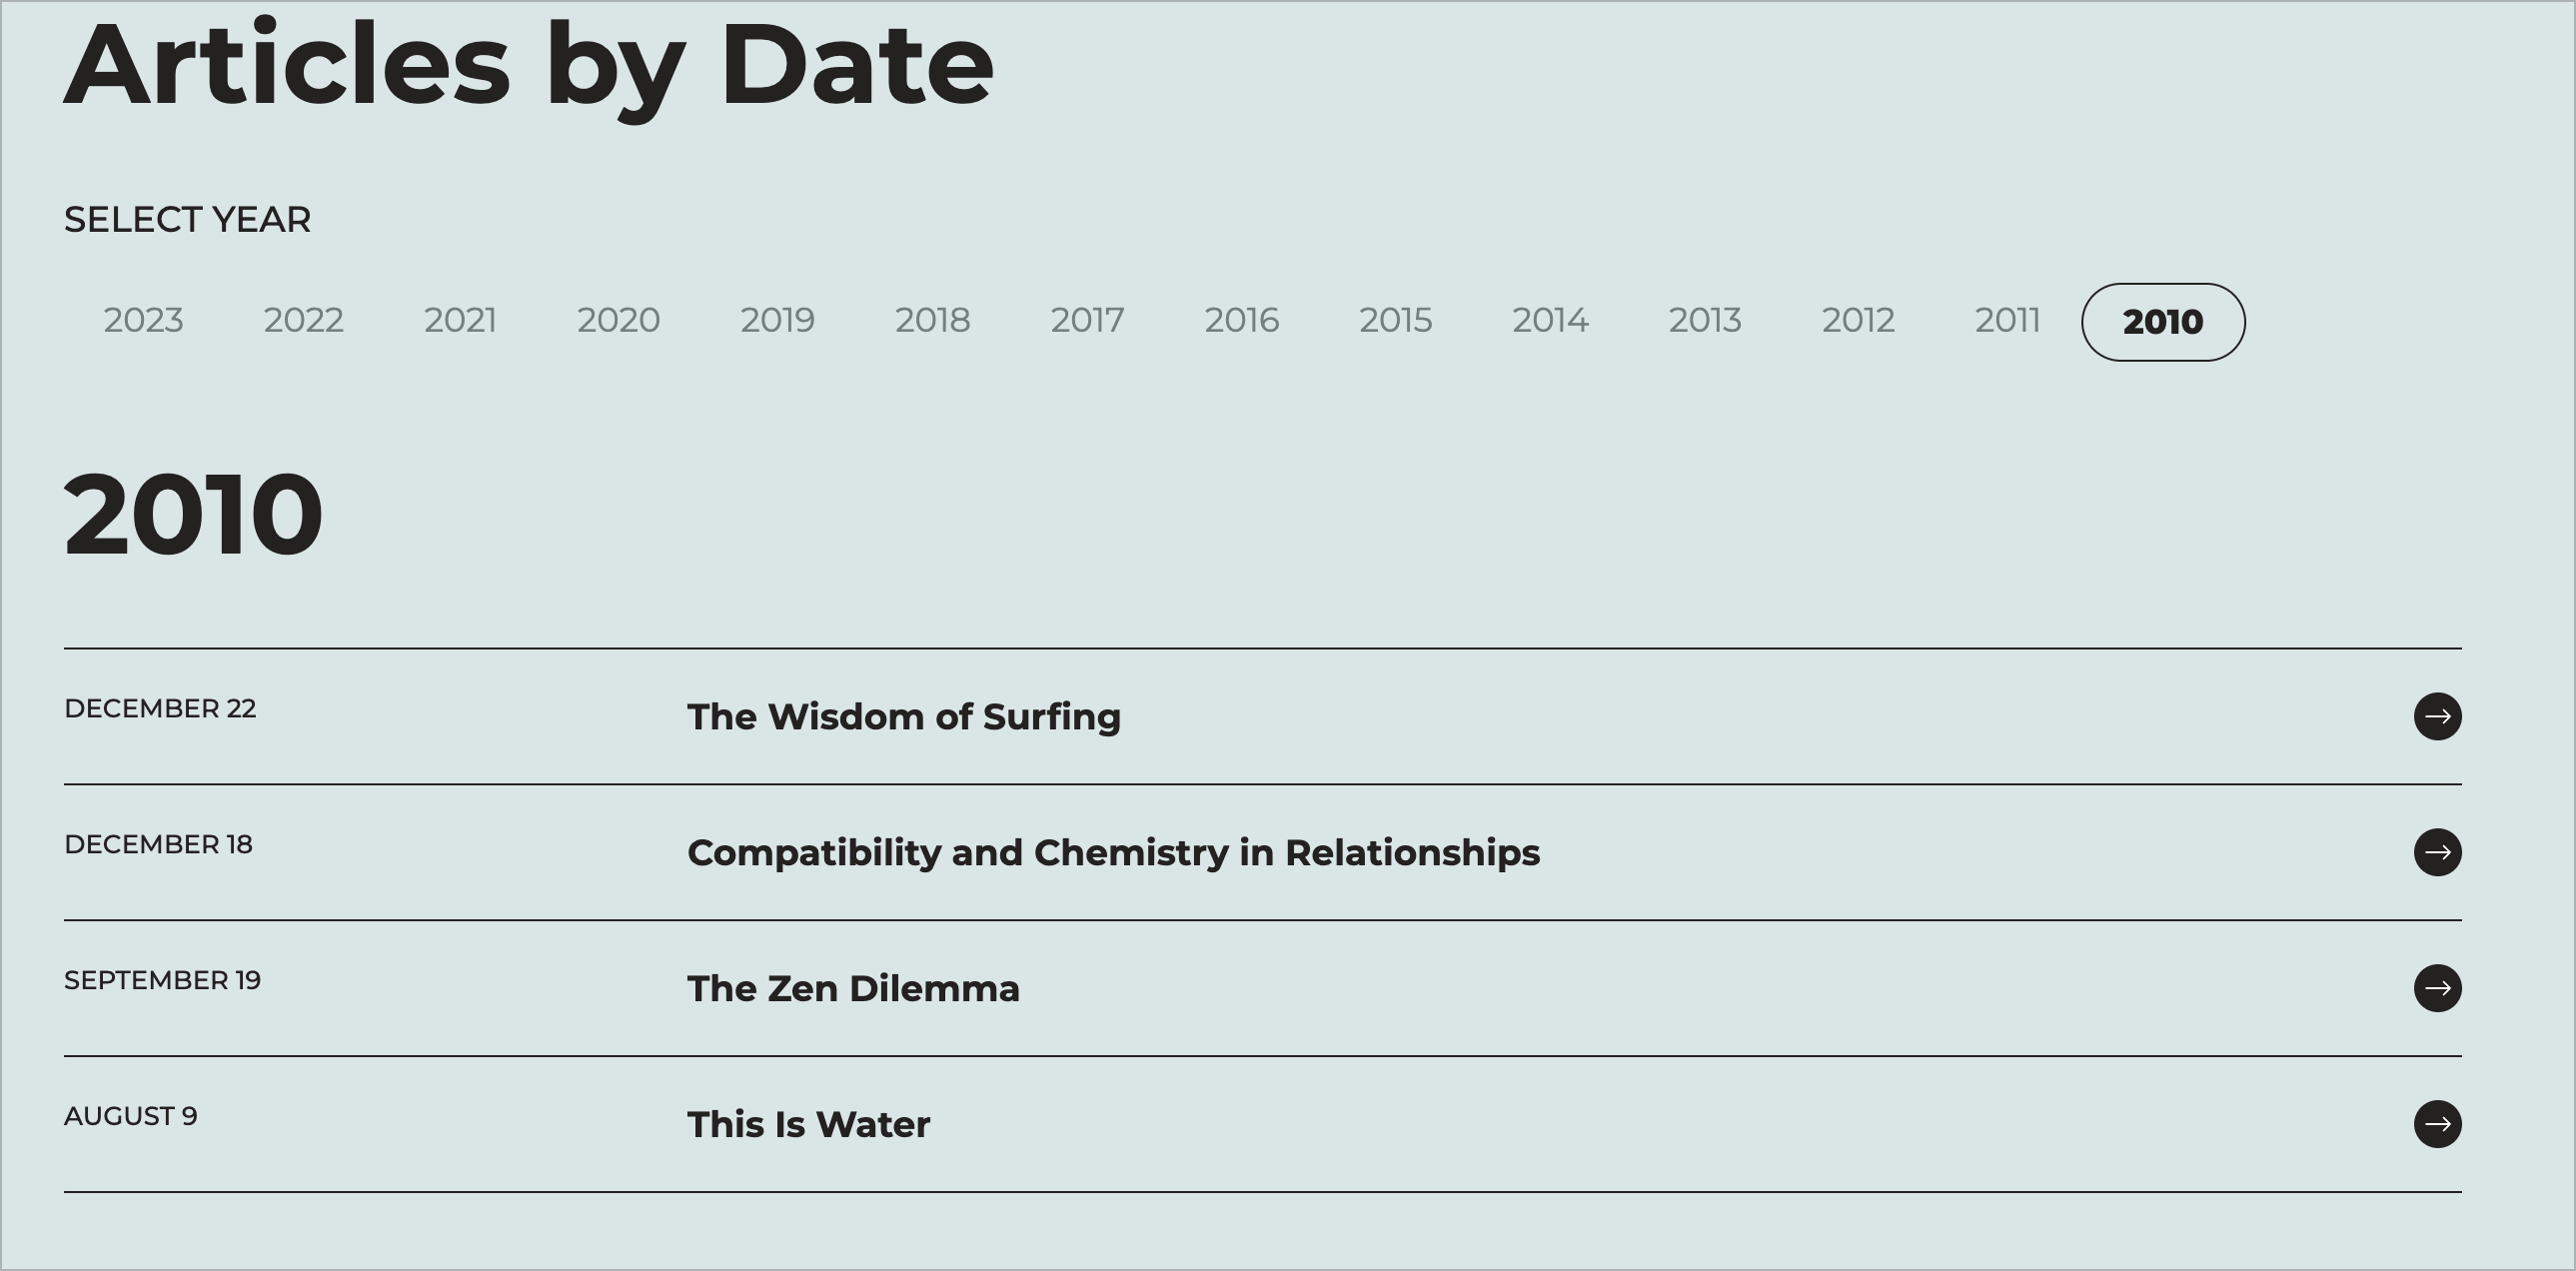 Articles by Date
SELECT YEAR
2023 2022 2021 2020 2019 2018 2017 2016 2015 2014 2013 2012 2011 2010
2010
DECEMBER 22 The Wisdom of Surfing
DECEMBER 18 Compatibility and Chemistry in Relationships
SEPTEMBER 19 The Zen Dilemma
AUGUST 9 This Is Water